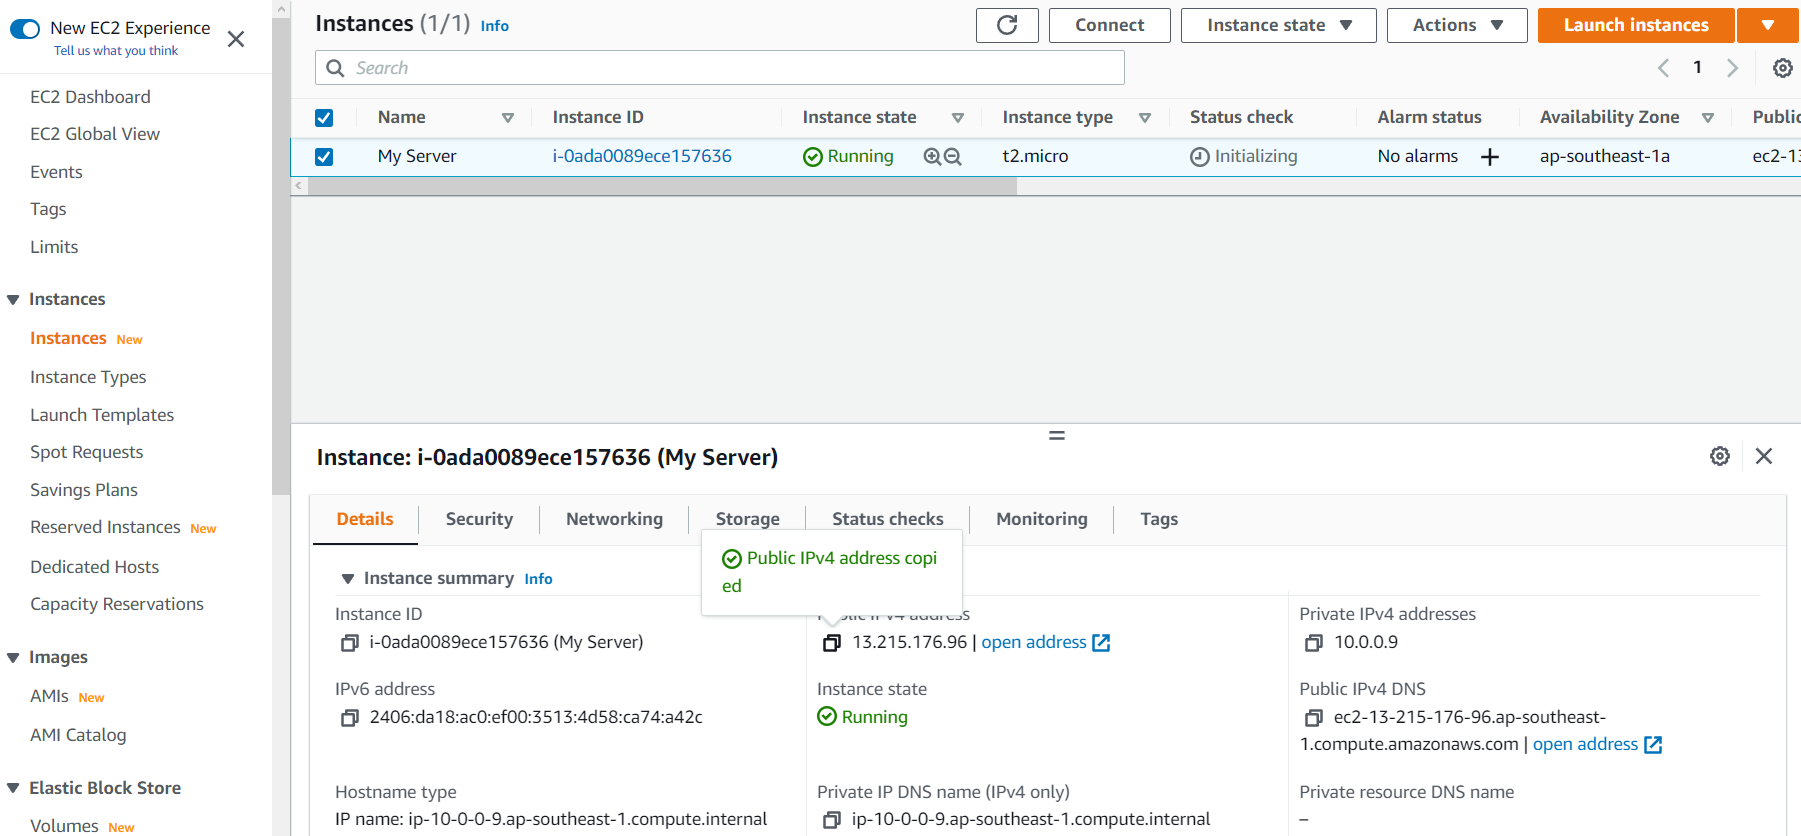 New EC2 Experience
Tell us what you think
EC2 Dashboard
EC2 Global View
Events
Tags
Limits
Instances
Instances New
Instance Types
Launch Templates
Spot Requests
Savings Plans
Reserved Instances New
Dedicated Hosts
Capacity Reservations
Images
AMIs New
AMI Catalog
Elastic Block Store
Volumes New
Instances (1/1) Info
Connect
Instance state
Actions
Launch instances
Search
1
Name Instance ID Instance state Instance type Status check Alarm status Availability Zone Public
My Server i-0ada0089ece157636 Running t2.micro Initializing No alarms ap-southeast-1a ec2-13
Instance: i-0ada0089ece157636 (My Server)
Details Security Networking Storage Status checks Monitoring Tags
Public IPv4 address copi
ed
Instance summary Info
Instance ID
i-0ada0089ece157636 (My Server)
Public IPv4 address
13.215.176.96 | open address
Private IPv4 addresses
10.0.0.9
IPv6 address
2406:da18:ac0:ef00:3513:4d58:ca74:a42c
Instance state
Running
Public IPv4 DNS
ec2-13-215-176-96.ap-southeast-
1.compute.amazonaws.com | open address
Hostname type
IP name: ip-10-0-0-9.ap-southeast-1.compute.internal
Private IP DNS name (IPv4 only)
ip-10-0-0-9.ap-southeast-1.compute.internal
Private resource DNS name
–